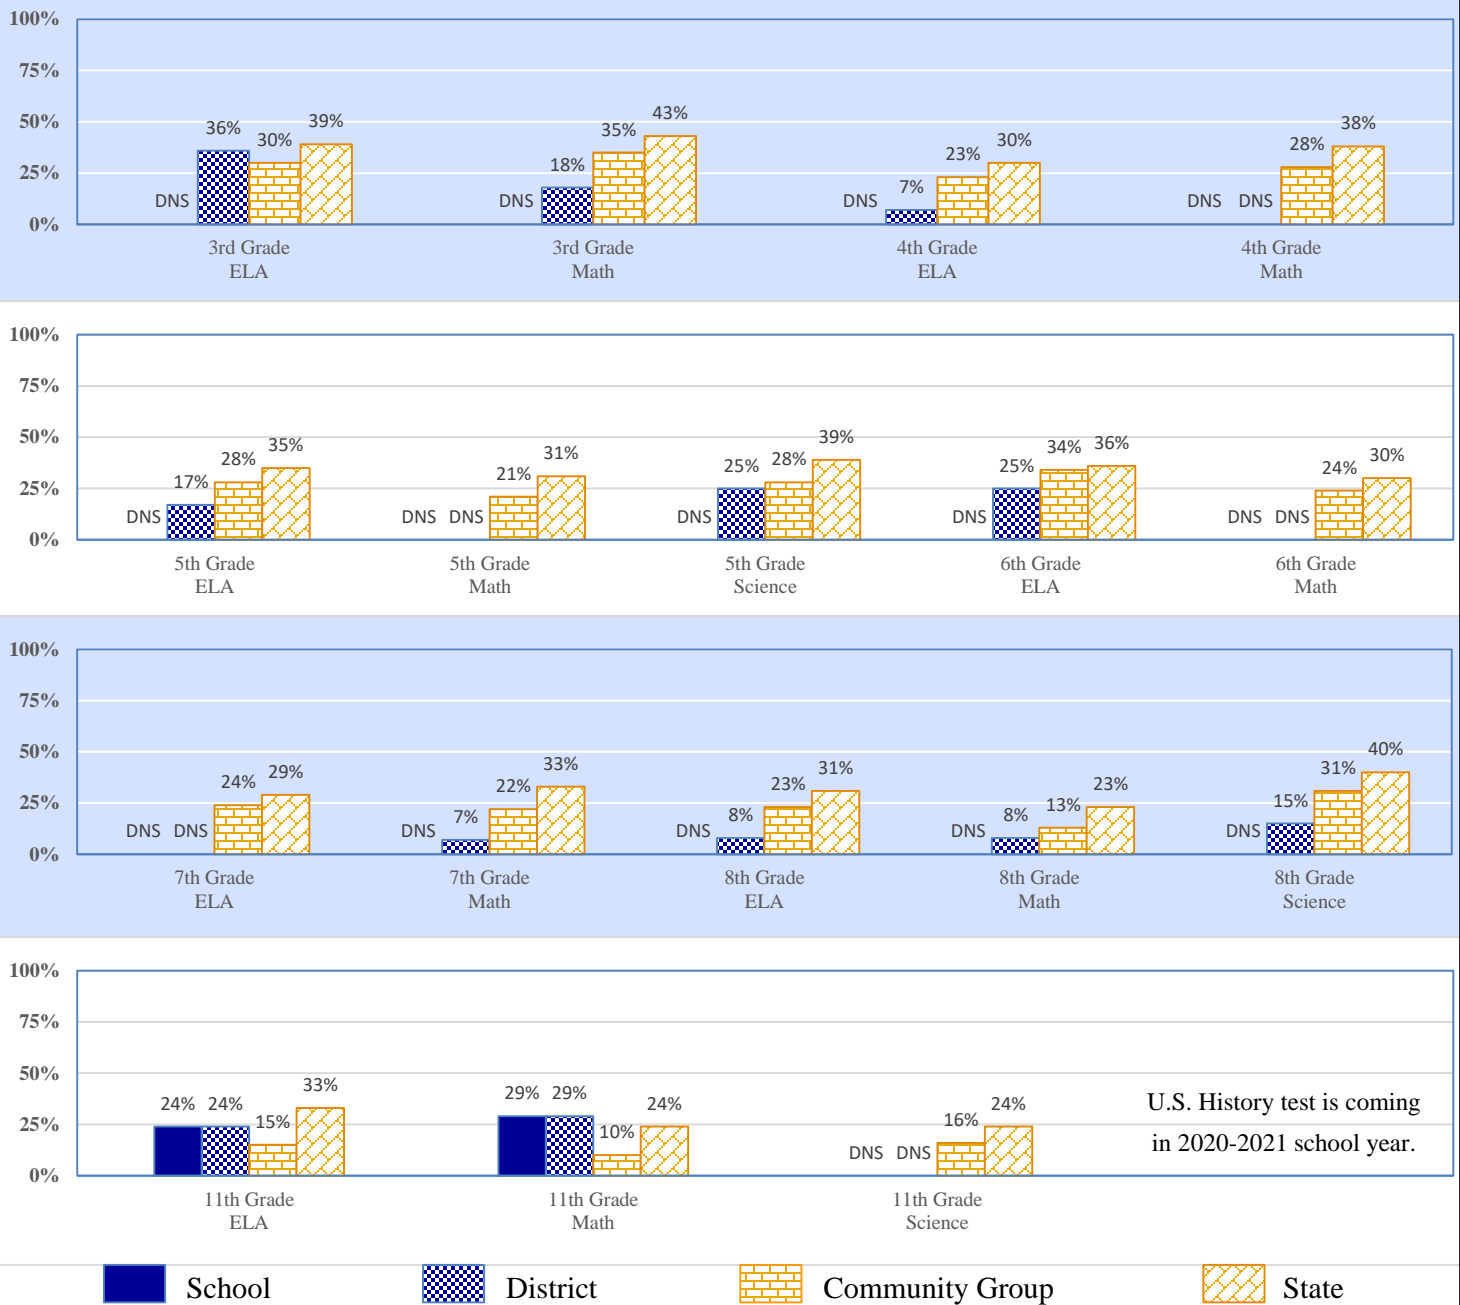 100%
75%
50%
25%
0%
DNS 36% 30% 39%
DNS 18% 35% 43%
DNS 7% 23% 30%
DNS DNS 28% 38%
3rd Grade
ELA
3rd Grade
Math
4th Grade
ELA
4th Grade
Math
100%
75%
50%
25%
0%
DNS 17% 28% 35%
DNS DNS 21% 31%
DNS 25% 28% 39%
DNS 25% 34% 36%
DNS DNS 24% 30%
5th Grade
ELA
5th Grade
Math
5th Grade
Science
6th Grade
ELA
6th Grade
Math
100%
75%
50%
25%
0%
DNS DNS 24% 29%
DNS 7% 22% 33%
DNS 8% 23% 31%
DNS 8% 13% 23%
DNS 15% 31% 40%
7th Grade
ELA
7th Grade
Math
8th Grade
ELA
8th Grade
Math
8th Grade
Science
100%
75%
50%
25%
0%
24% 24% 15% 33%
29% 29% 10% 24%
DNS DNS 16% 24%
U.S. History test is coming
in 2020-2021 school year.
11th Grade
ELA
11th Grade
Math
11th Grade
Science
School District Community Group State